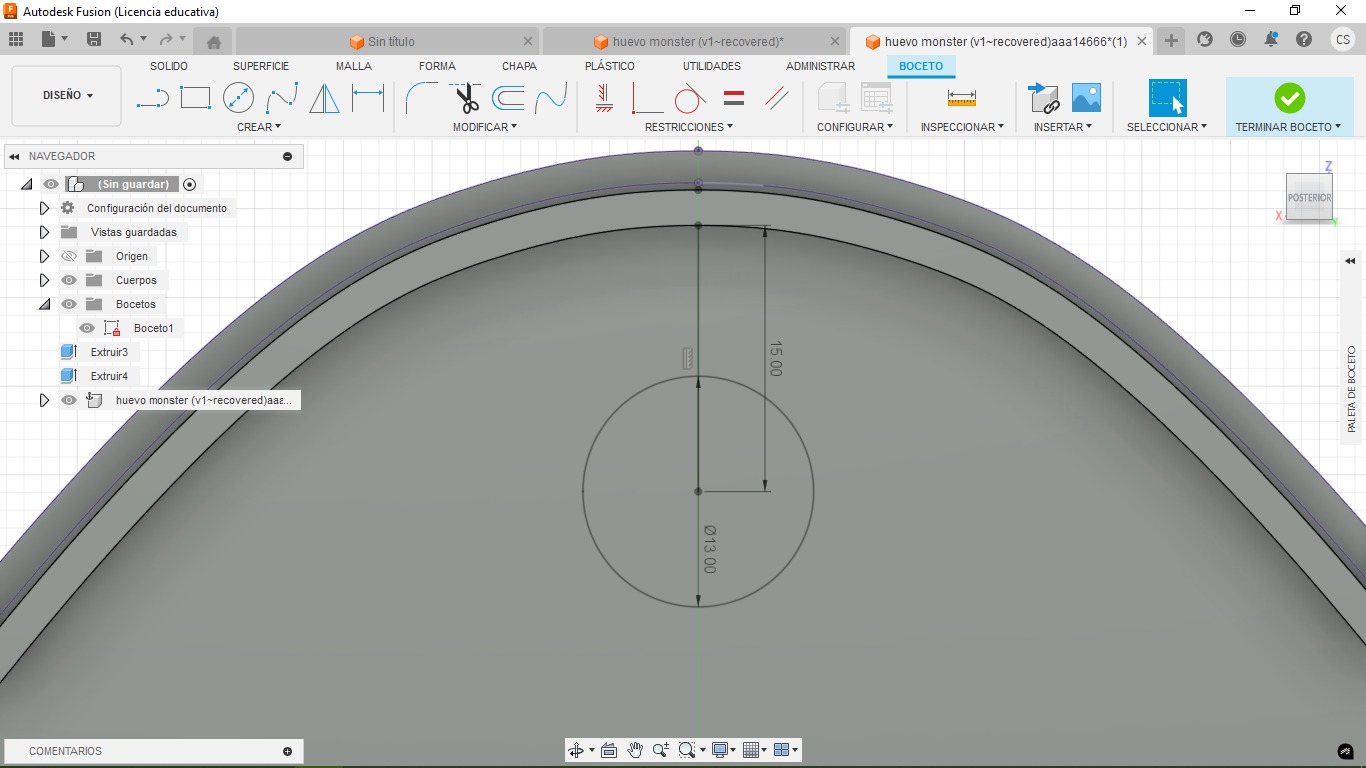 Autodesk Fusion (Licencia educativa)
Sin título
huevo monster (v1~recovered)*
huevo monster (v1~recovered)aaa14666*(1)
CS
DISEÑO
SÓLIDO
SUPERFICIE
MALLA
FORMA
CHAPA
PLÁSTICO
UTILIDADES
ADMINISTRAR
BOCETO
CREAR
MODIFICAR
RESTRICCIONES
CONFIGURAR
INSPECCIONAR
INSERTAR
SELECCIONAR
TERMINAR BOCETO
NAVEGADOR
(Sin guardar)
Configuración del documento
Vistas guardadas
Origen
Cuerpos
Bocetos
Boceto1
Extruir3
Extruir4
huevo monster (v1~recovered)aaa...
Z
POSTERIOR
X
Y
PALETA DE BOCETO
15.00
Ø13.00
COMENTARIOS